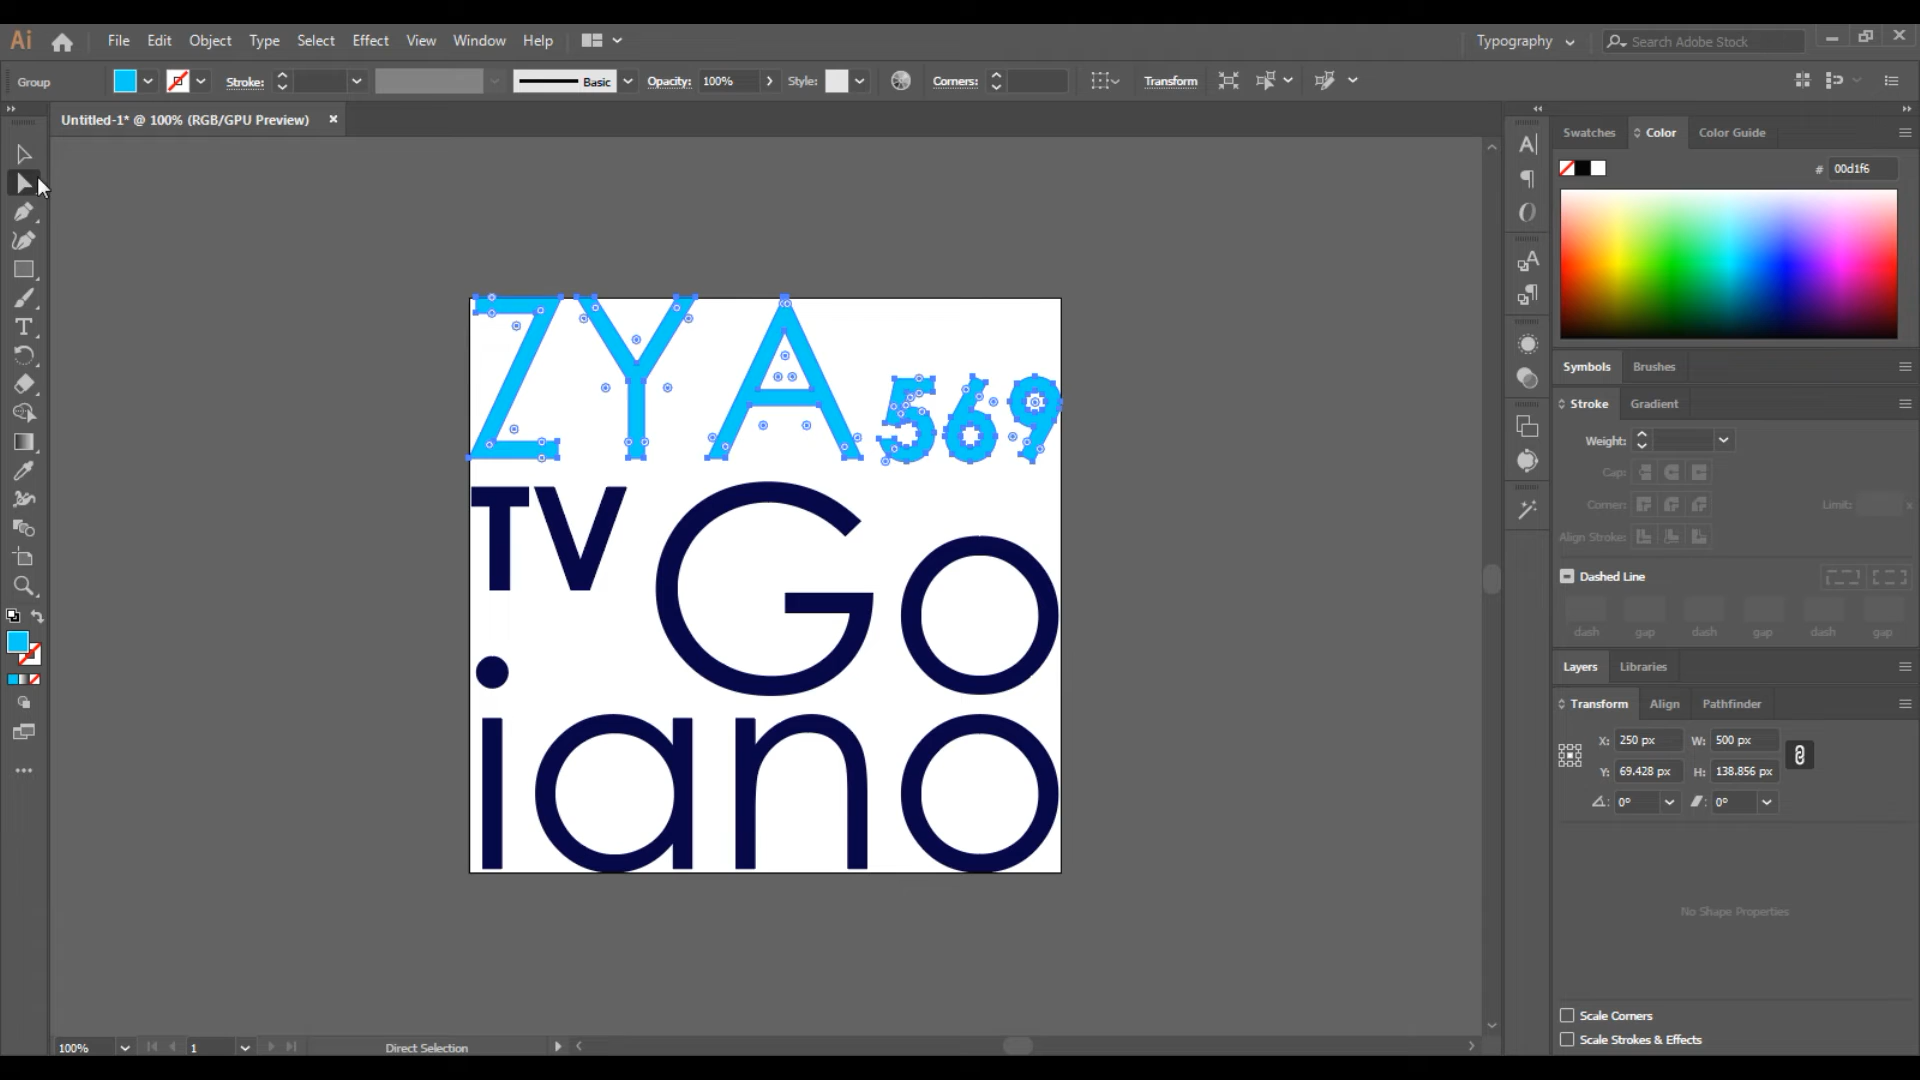 Ai File Edit Object Type Select Effect View Window Help Typography Search Adobe Stock
Group Stroke: Basic Opacity: 100% Style: Corners: Transform
Untitled-1* @ 100% (RGB/GPU Preview) ×
Swatches Color Color Guide
# 00d1f6
ZYA569
TV Go
iano
Symbols Brushes
Stroke Gradient
Weight:
Cap:
Corner: Limit: x
Align Stroke:
Dashed Line
dash gap dash gap dash gap
Layers Libraries
Transform Align Pathfinder
X: 250 px W: 500 px
Y: 69.428 px H: 138.856 px
0° 0°
No Shape Properties
Scale Corners
Scale Strokes & Effects
100% 1 Direct Selection